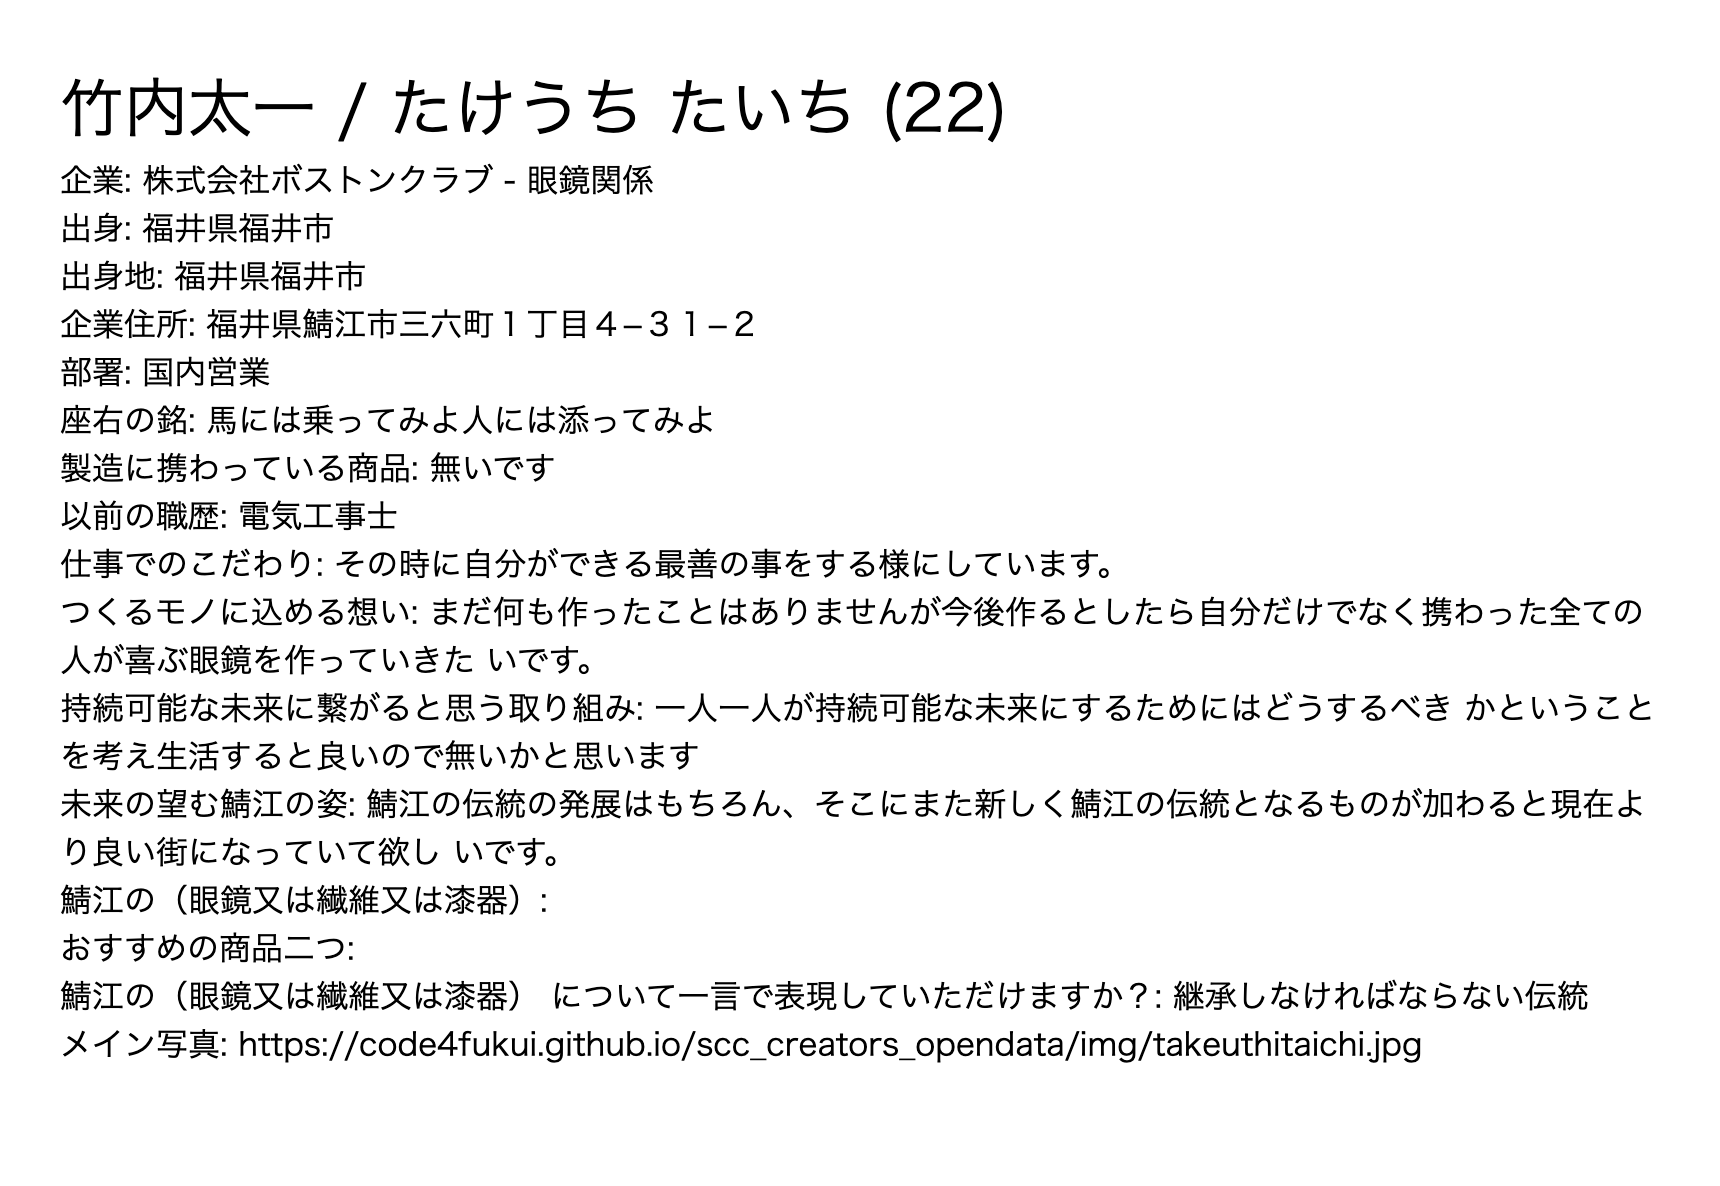 竹内太一 / たけうち たいち (22)
企業: 株式会社ボストンクラブ - 眼鏡関係
出身: 福井県福井市
出身地: 福井県福井市
企業住所: 福井県鯖江市三六町１丁目４−３１−２
部署: 国内営業
座右の銘: 馬には乗ってみよ人には添ってみよ
製造に携わっている商品: 無いです
以前の職歴: 電気工事士
仕事でのこだわり: その時に自分ができる最善の事をする様にしています。
つくるモノに込める想い: まだ何も作ったことはありませんが今後作るとしたら自分だけでなく携わった全ての
人が喜ぶ眼鏡を作っていきた いです。
持続可能な未来に繋がると思う取り組み: 一人一人が持続可能な未来にするためにはどうするべき かということ
を考え生活すると良いので無いかと思います
未来の望む鯖江の姿: 鯖江の伝統の発展はもちろん、そこにまた新しく鯖江の伝統となるものが加わると現在よ
り良い街になっていて欲し いです。
鯖江の（眼鏡又は繊維又は漆器）:
おすすめの商品二つ:
鯖江の（眼鏡又は繊維又は漆器） について一言で表現していただけますか？: 継承しなければならない伝統
メイン写真: https://code4fukui.github.io/scc_creators_opendata/img/takeuthitaichi.jpg